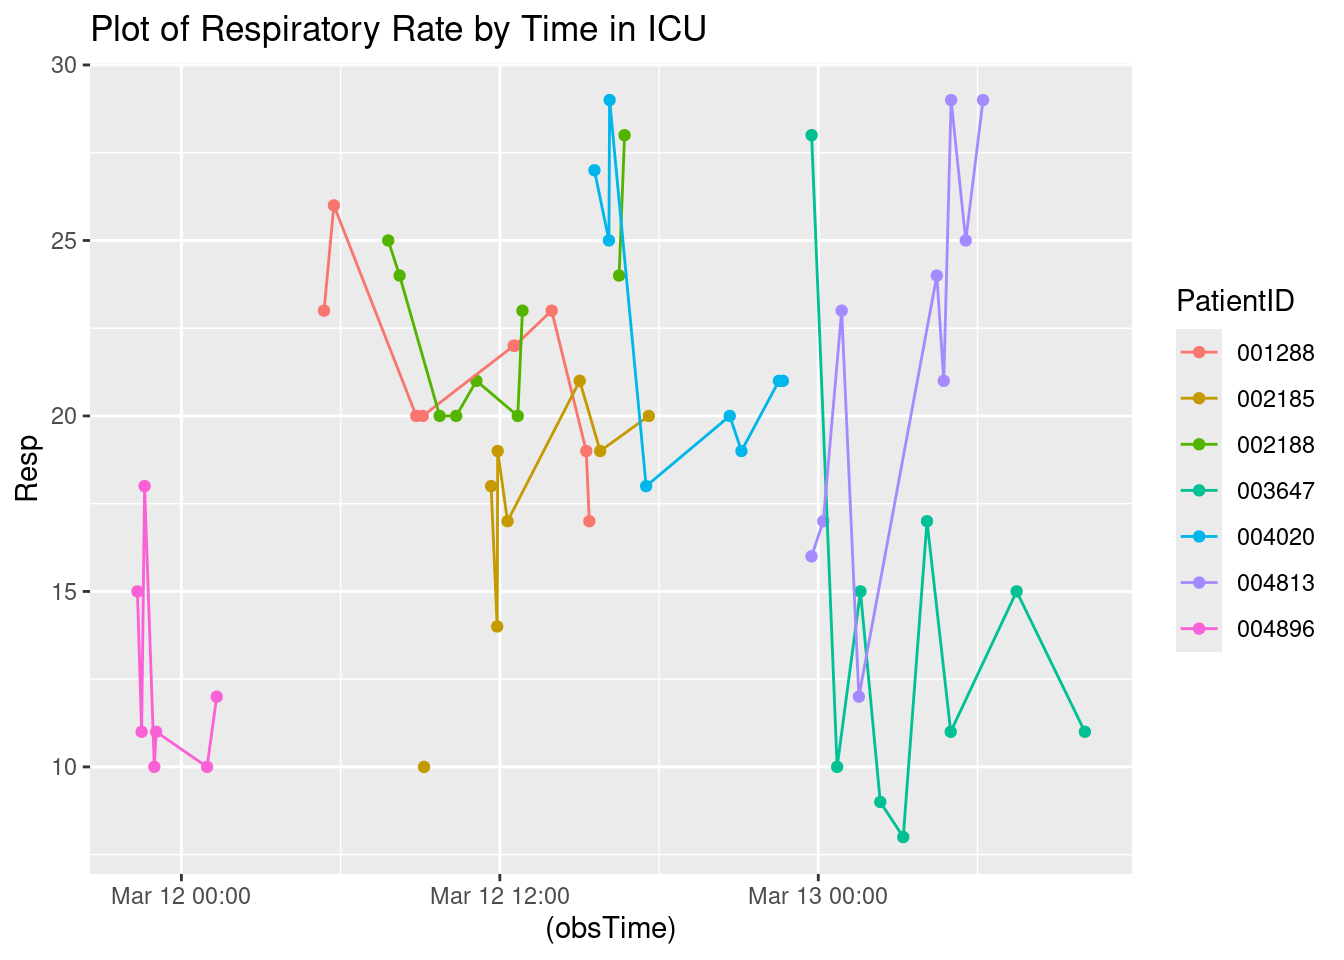 Plot of Respiratory Rate by Time in ICU
30
25
20
15
10
Resp
Mar 12 00:00
Mar 12 12:00
Mar 13 00:00
(obsTime)
PatientID
001288
002185
002188
003647
004020
004813
004896